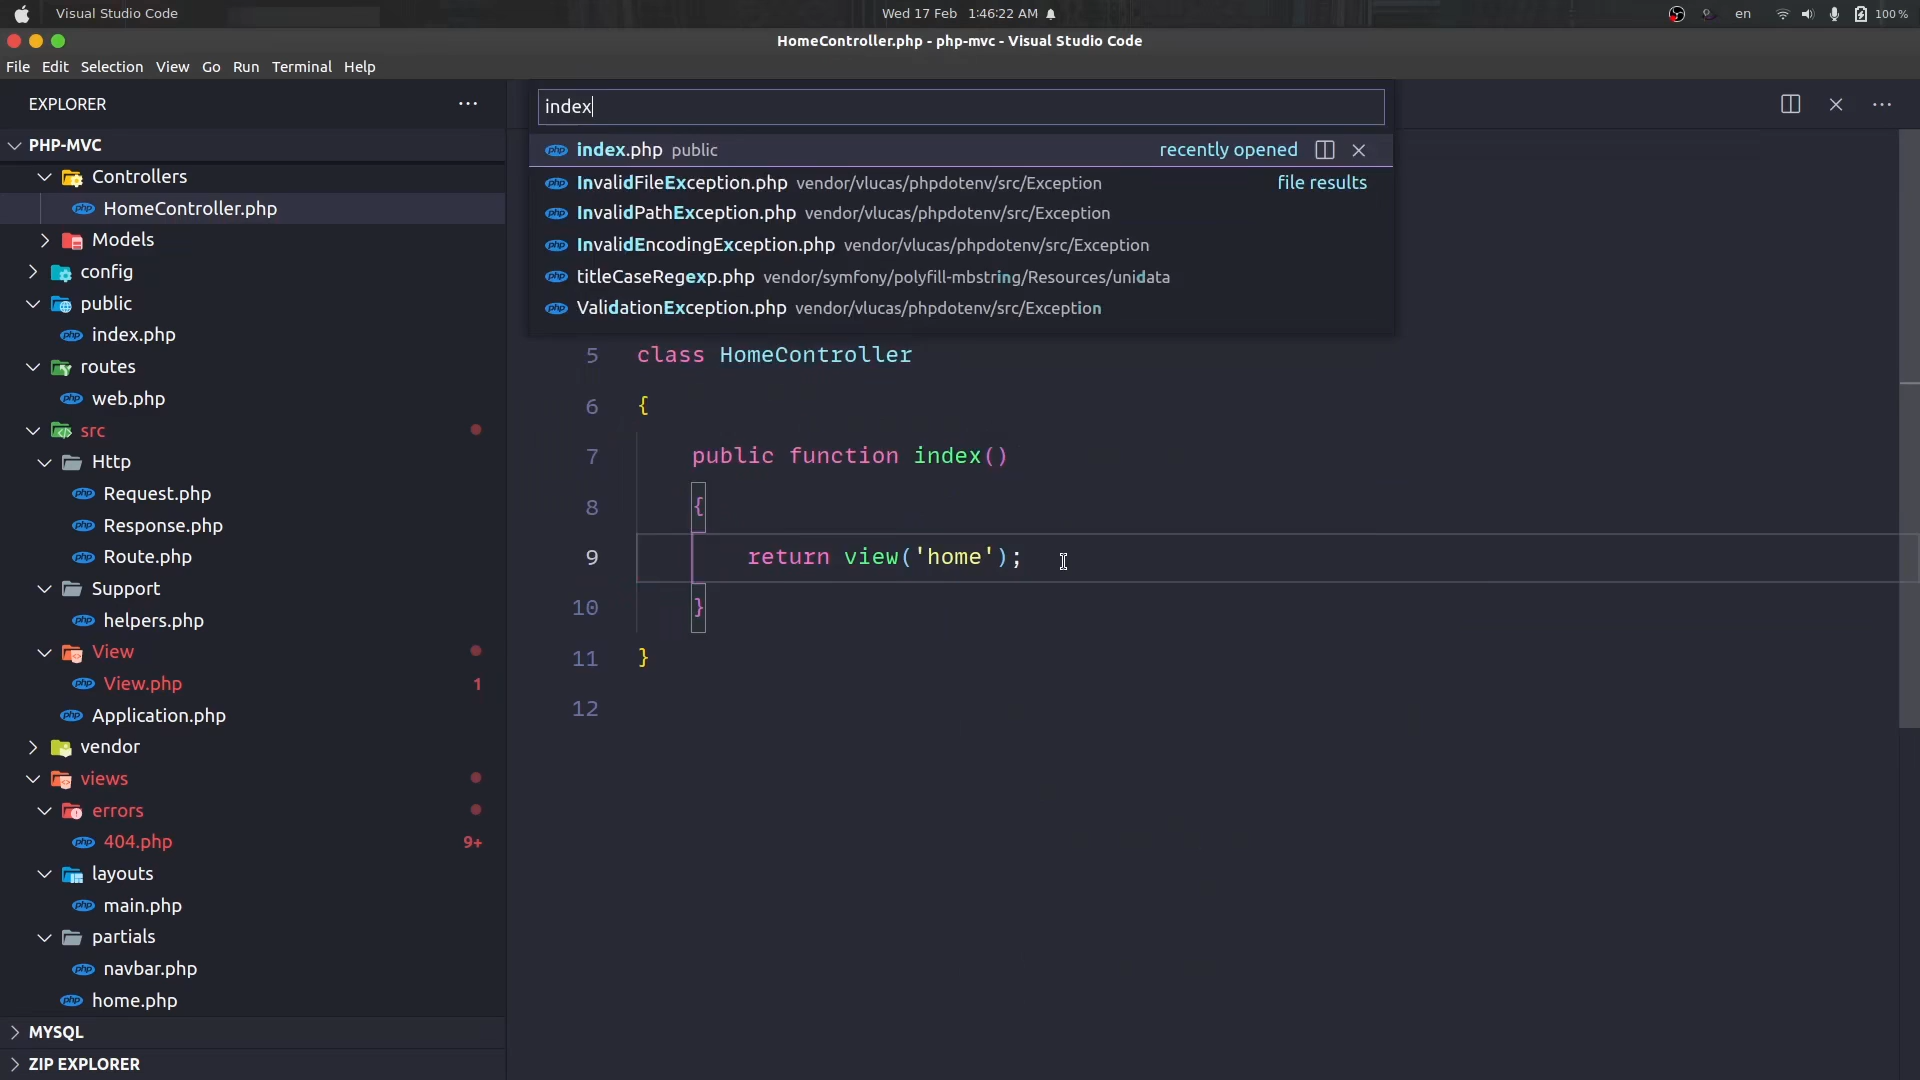 Visual Studio Code
Wed 17 Feb 1:46:22 AM
en
100 %
HomeController.php - php-mvc - Visual Studio Code
File Edit Selection View Go Run Terminal Help
EXPLORER
PHP-MVC
Controllers
HomeController.php
Models
config
public
index.php
routes
web.php
src
Http
Request.php
Response.php
Route.php
Support
helpers.php
View
View.php 1
Application.php
vendor
views
errors
404.php 9+
layouts
main.php
partials
navbar.php
home.php
MYSQL
ZIP EXPLORER
index
index.php public recently opened
InvalidFileException.php vendor/vlucas/phpdotenv/src/Exception file results
InvalidPathException.php vendor/vlucas/phpdotenv/src/Exception
InvalidEncodingException.php vendor/vlucas/phpdotenv/src/Exception
titleCaseRegexp.php vendor/symfony/polyfill-mbstring/Resources/unidata
ValidationException.php vendor/vlucas/phpdotenv/src/Exception
5 class HomeController
6 {
7 public function index()
8 {
9 return view('home');
10 }
11 }
12